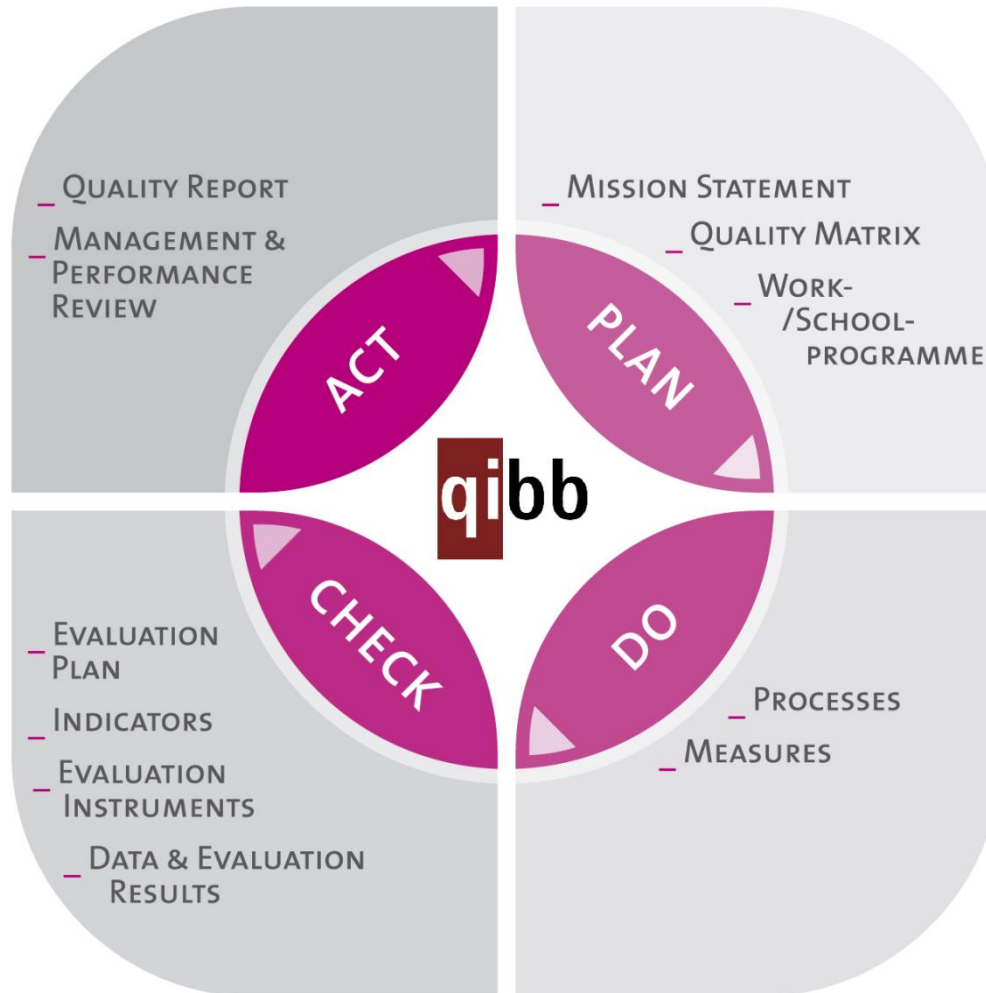 _ QUALITY REPORT
_ MANAGEMENT &
PERFORMANCE
REVIEW
_ MISSION STATEMENT
_ QUALITY MATRIX
_ WORK-
/SCHOOL-
PROGRAMME
ACT
PLAN
qibb
CHECK
DO
_ EVALUATION
PLAN
_ INDICATORS
_ EVALUATION
INSTRUMENTS
_ DATA & EVALUATION
RESULTS
_ PROCESSES
_ MEASURES